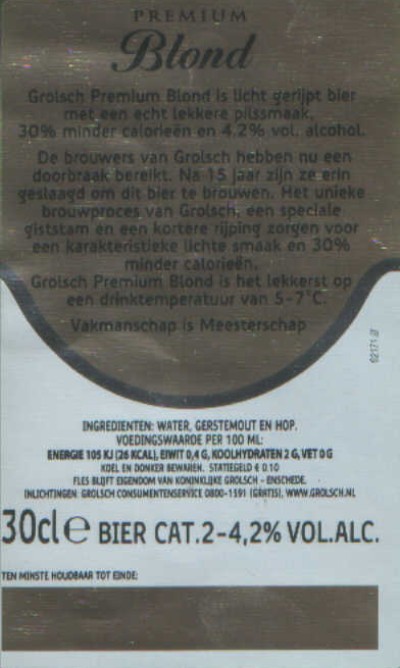 PREMIUM
Blond
Grolsch Premium Blond is licht gerijpt bier
met een echt lekkere pilssmaak,
30% minder calorieën en 4.2% vol. alcohol.
De brouwers van Grolsch hebben nu een
doorbraak bereikt. Na 15 jaar zijn ze erin
geslaagd om dit bier te brouwen. Het unieke
brouwproces van Grolsch, een speciale
giststam en een kortere rijping zorgen voor
een karakteristieke lichte smaak en 30%
minder calorieën.
Grolsch Premium Blond is het lekkerst op
een drinktemperatuur van 5-7°C.
Vakmanschap is Meesterschap
INGREDIENTEN: WATER, GERSTEMOUT EN HOP.
VOEDINGSWAARDE PER 100 ML:
ENERGIE 105 KJ (26 KCAL), EIWIT 0,4 G, KOOLHYDRATEN 2 G, VET 0 G
KOEL EN DONKER BEWAREN. STATIEGELD € 0.10
FLES BLIJFT EIGENDOM VAN KONINKLIJKE GROLSCH - ENSCHEDE.
INLICHTINGEN: GROLSCH CONSUMENTENSERVICE 0800-1391 (GRATIS), WWW.GROLSCH.NL
30cl e BIER CAT.2-4,2% VOL.ALC.
TEN MINSTE HOUDBAAR TOT EINDE: